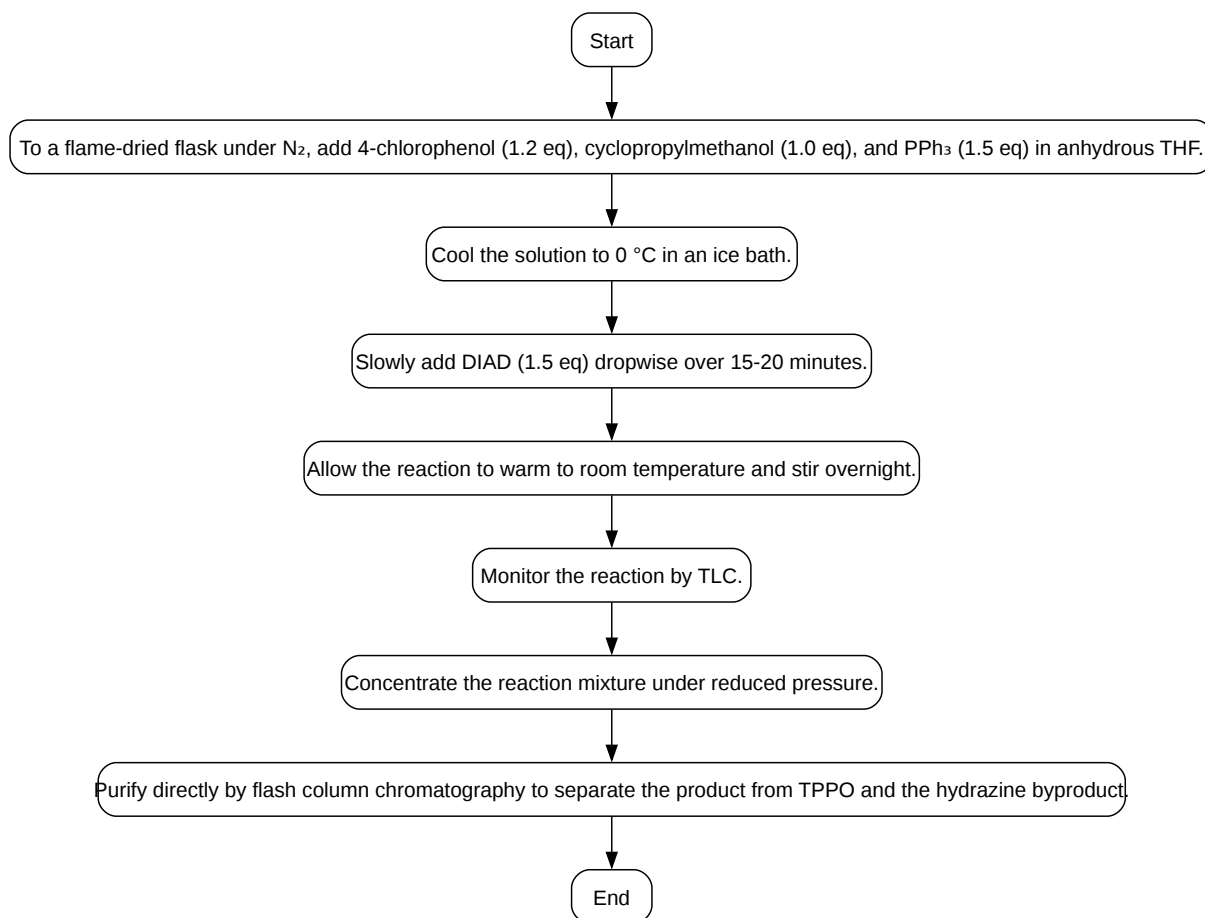 Start
To a flame-dried flask under N₂, add 4-chlorophenol (1.2 eq), cyclopropylmethanol (1.0 eq), and PPh₃ (1.5 eq) in anhydrous THF.
Cool the solution to 0 °C in an ice bath.
Slowly add DIAD (1.5 eq) dropwise over 15-20 minutes.
Allow the reaction to warm to room temperature and stir overnight.
Monitor the reaction by TLC.
Concentrate the reaction mixture under reduced pressure.
Purify directly by flash column chromatography to separate the product from TPPO and the hydrazine byproduct.
End